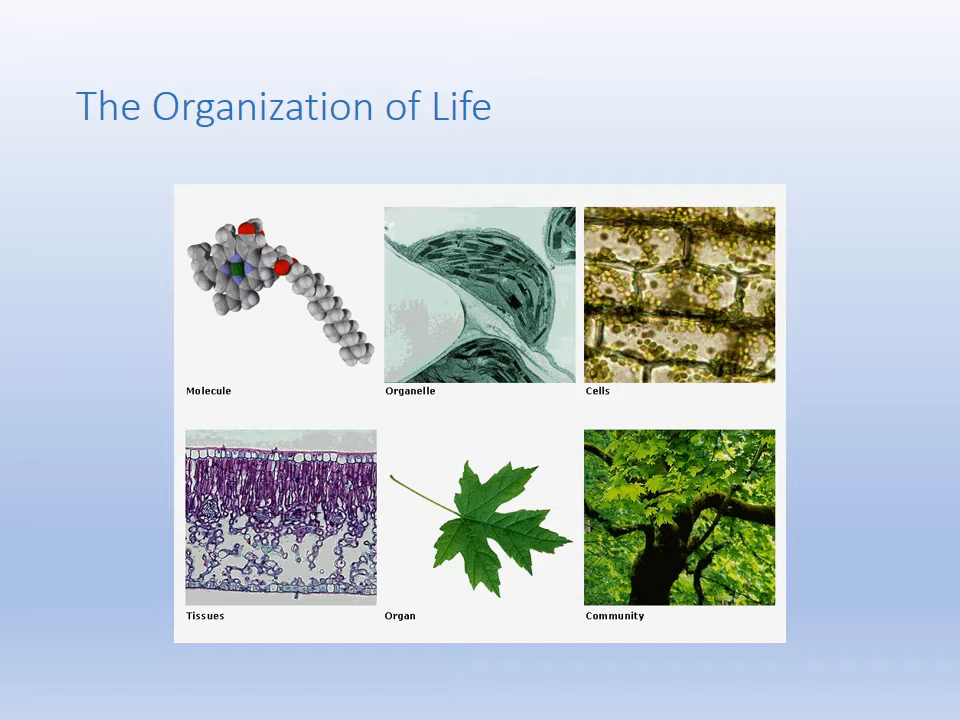 The Organization of Life
Molecule
Organelle
Cells
Tissues
Organ
Community